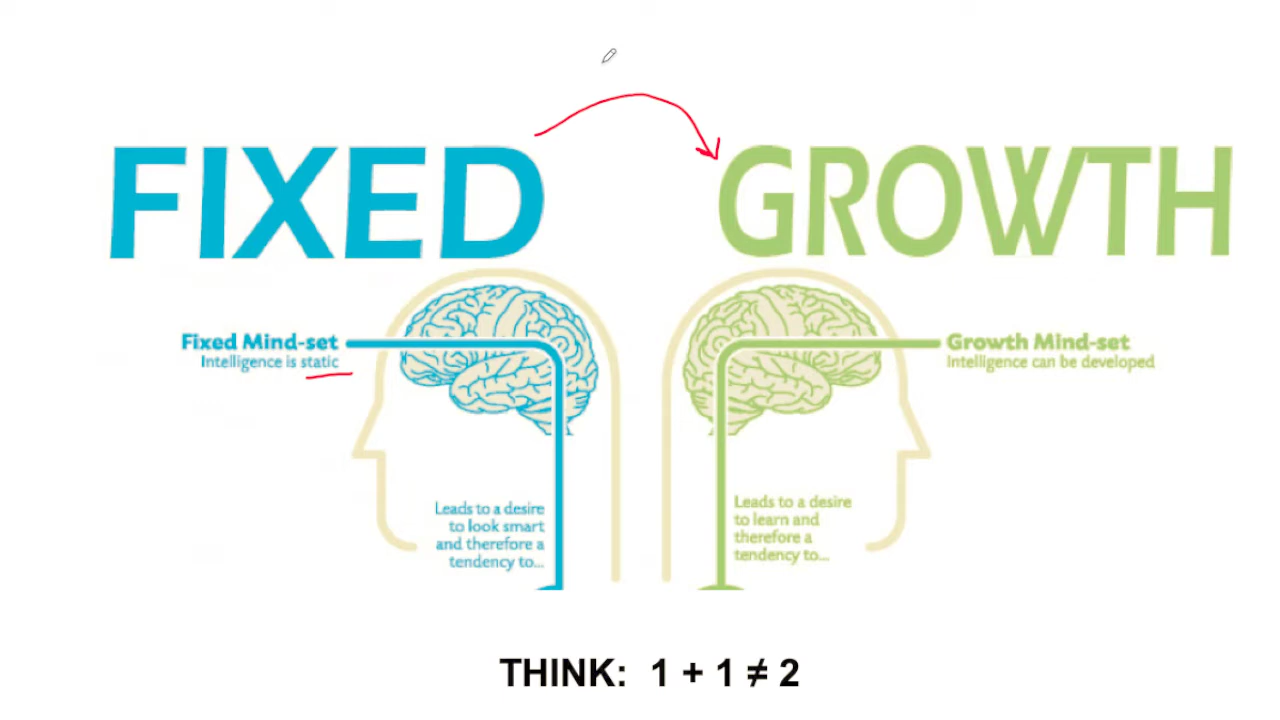 FIXED
GROWTH
Fixed Mind-set
Intelligence is static
Growth Mind-set
Intelligence can be developed
Leads to a desire
to look smart
and therefore a
tendency to...
Leads to a desire
to learn and
therefore a
tendency to...
THINK: 1 + 1 ≠ 2